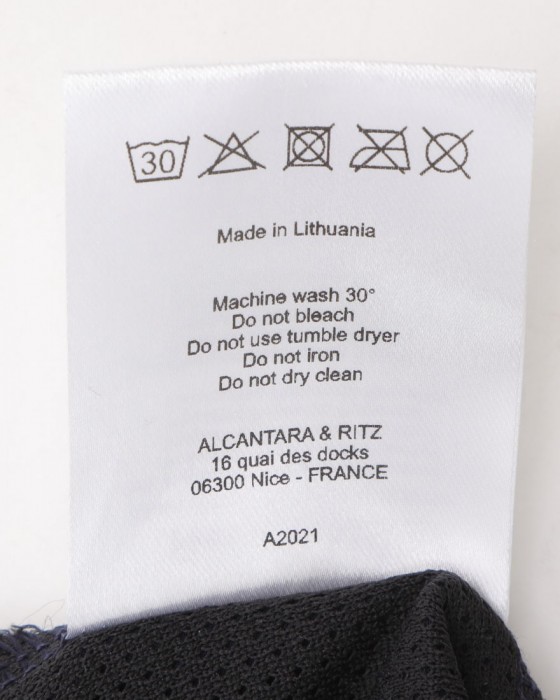 30
Made in Lithuania
Machine wash 30°
Do not bleach
Do not use tumble dryer
Do not iron
Do not dry clean
ALCANTARA & RITZ
16 quai des docks
06300 Nice - FRANCE
A2021